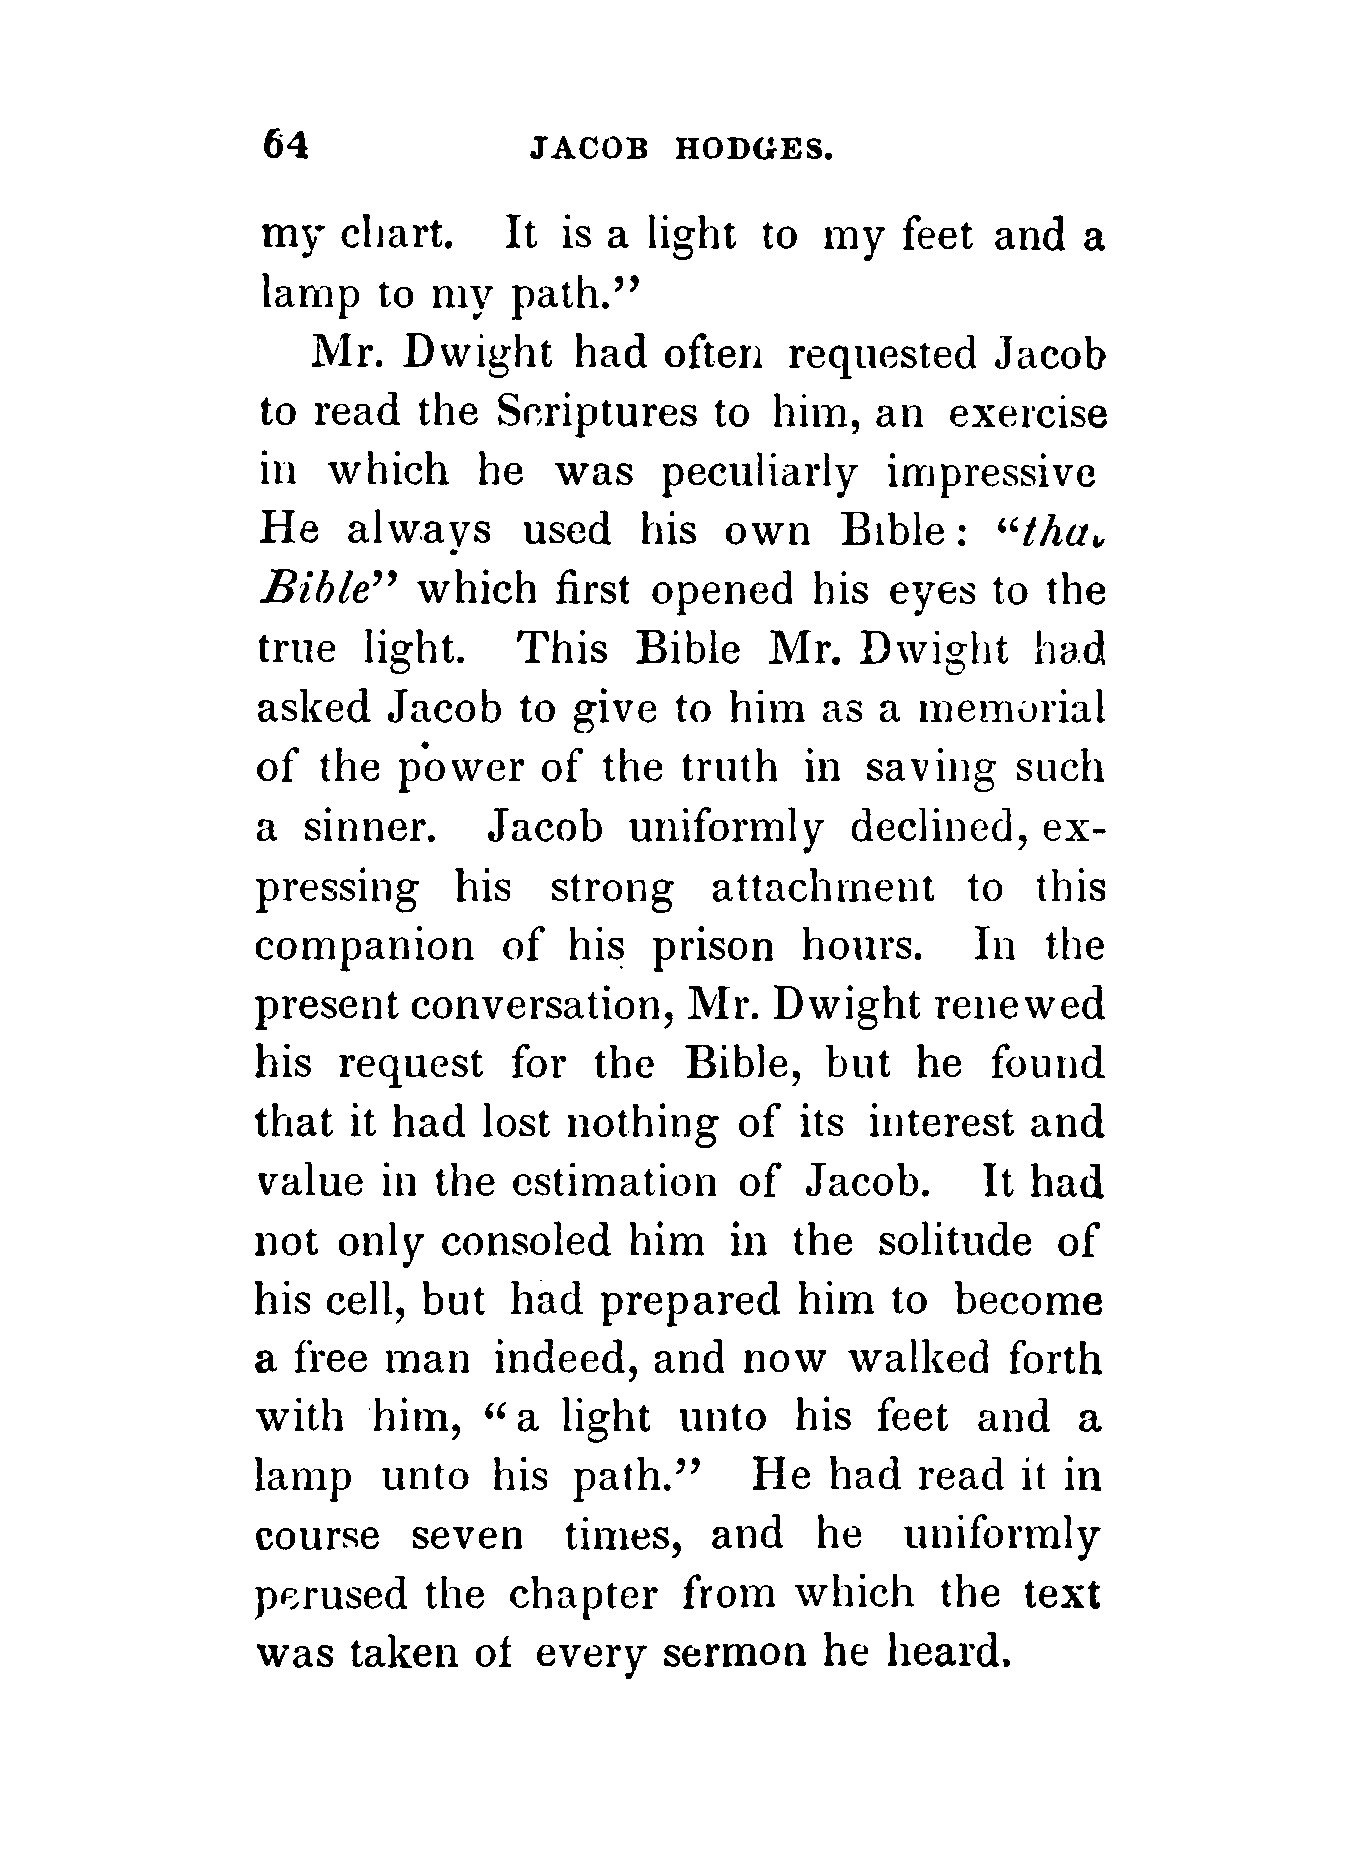 64 JACOB HODGES.
my chart. It is a light to my feet and a
lamp to my path.”
Mr. Dwight had often requested Jacob
to read the Scriptures to him, an exercise
in which he was peculiarly impressive
He always used his own Bible: “that
Bible” which first opened his eyes to the
true light. This Bible Mr. Dwight had
asked Jacob to give to him as a memorial
of the power of the truth in saving such
a sinner. Jacob uniformly declined, ex-
pressing his strong attachment to this
companion of his prison hours. In the
present conversation, Mr. Dwight renewed
his request for the Bible, but he found
that it had lost nothing of its interest and
value in the estimation of Jacob. It had
not only consoled him in the solitude of
his cell, but had prepared him to become
a free man indeed, and now walked forth
with him, “a light unto his feet and a
lamp unto his path.” He had read it in
course seven times, and he uniformly
perused the chapter from which the text
was taken of every sermon he heard.